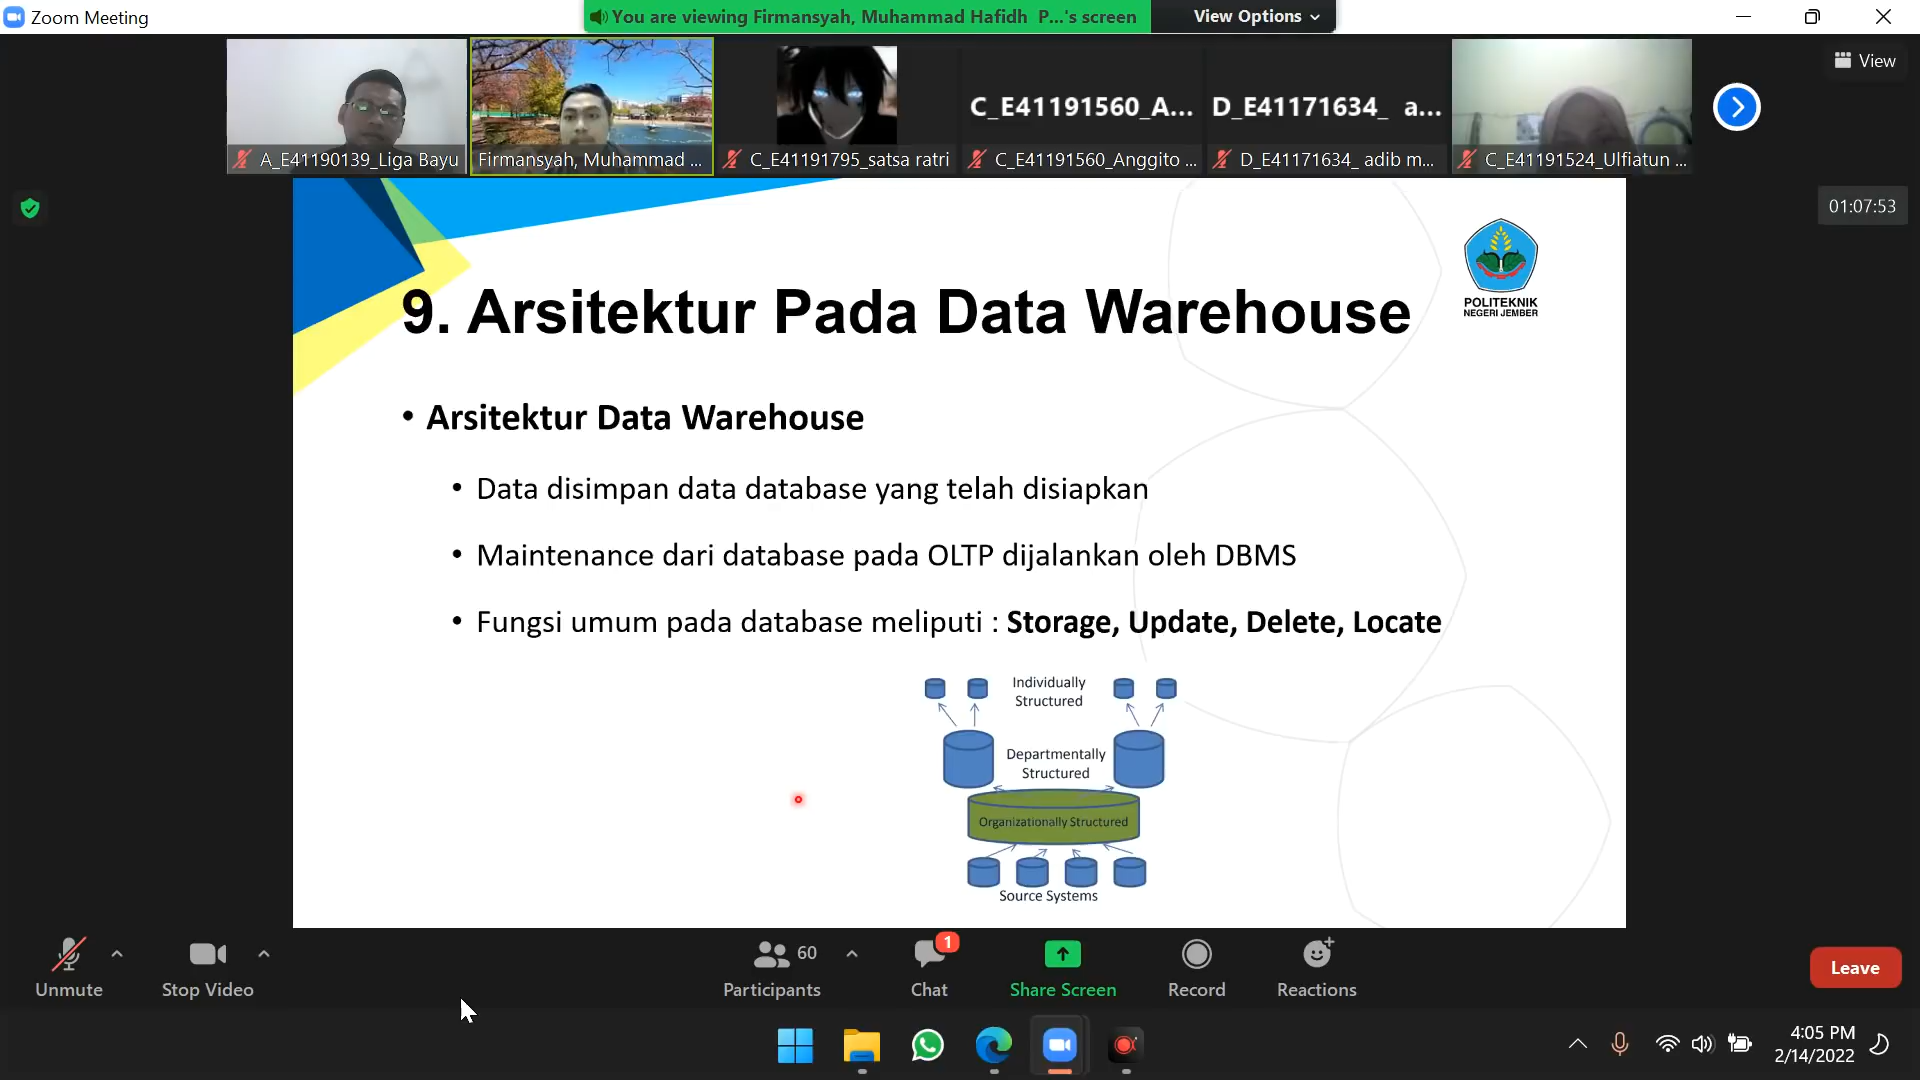 Zoom Meeting
You are viewing Firmansyah, Muhammad Hafidh P...'s screen
View Options
A_E41190139_Liga Bayu
Firmansyah, Muhammad ...
C_E41191795_satsa ratri
C_E41191560_A...
C_E41191560_Anggito ...
D_E41171634_ a...
D_E41171634_ adib m...
C_E41191524_Ulfiatun ...
View
01:07:53
POLITEKNIK
NEGERI JEMBER
9. Arsitektur Pada Data Warehouse
• Arsitektur Data Warehouse
• Data disimpan data database yang telah disiapkan
• Maintenance dari database pada OLTP dijalankan oleh DBMS
• Fungsi umum pada database meliputi : Storage, Update, Delete, Locate
Individually
Structured
Departmentally
Structured
Organizationally Structured
Source Systems
Unmute
Stop Video
60
Participants
1
Chat
Share Screen
Record
Reactions
Leave
4:05 PM
2/14/2022